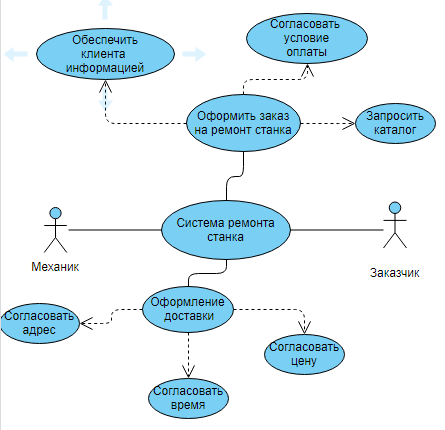 Обеспечить
клиента
информацией
Согласовать
условие
оплаты
Оформить заказ
на ремонт станка
Запросить
каталог
Система ремонта
станка
Механик
Заказчик
Оформление
доставки
Согласовать
адрес
Согласовать
цену
Согласовать
время